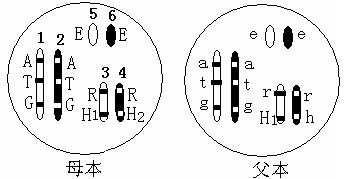 5 6
E E
1 2
A A
T T
G G
3 4
R R
H1 H2
母本
e e
a a
t t
g g
r r
H1 h
父本